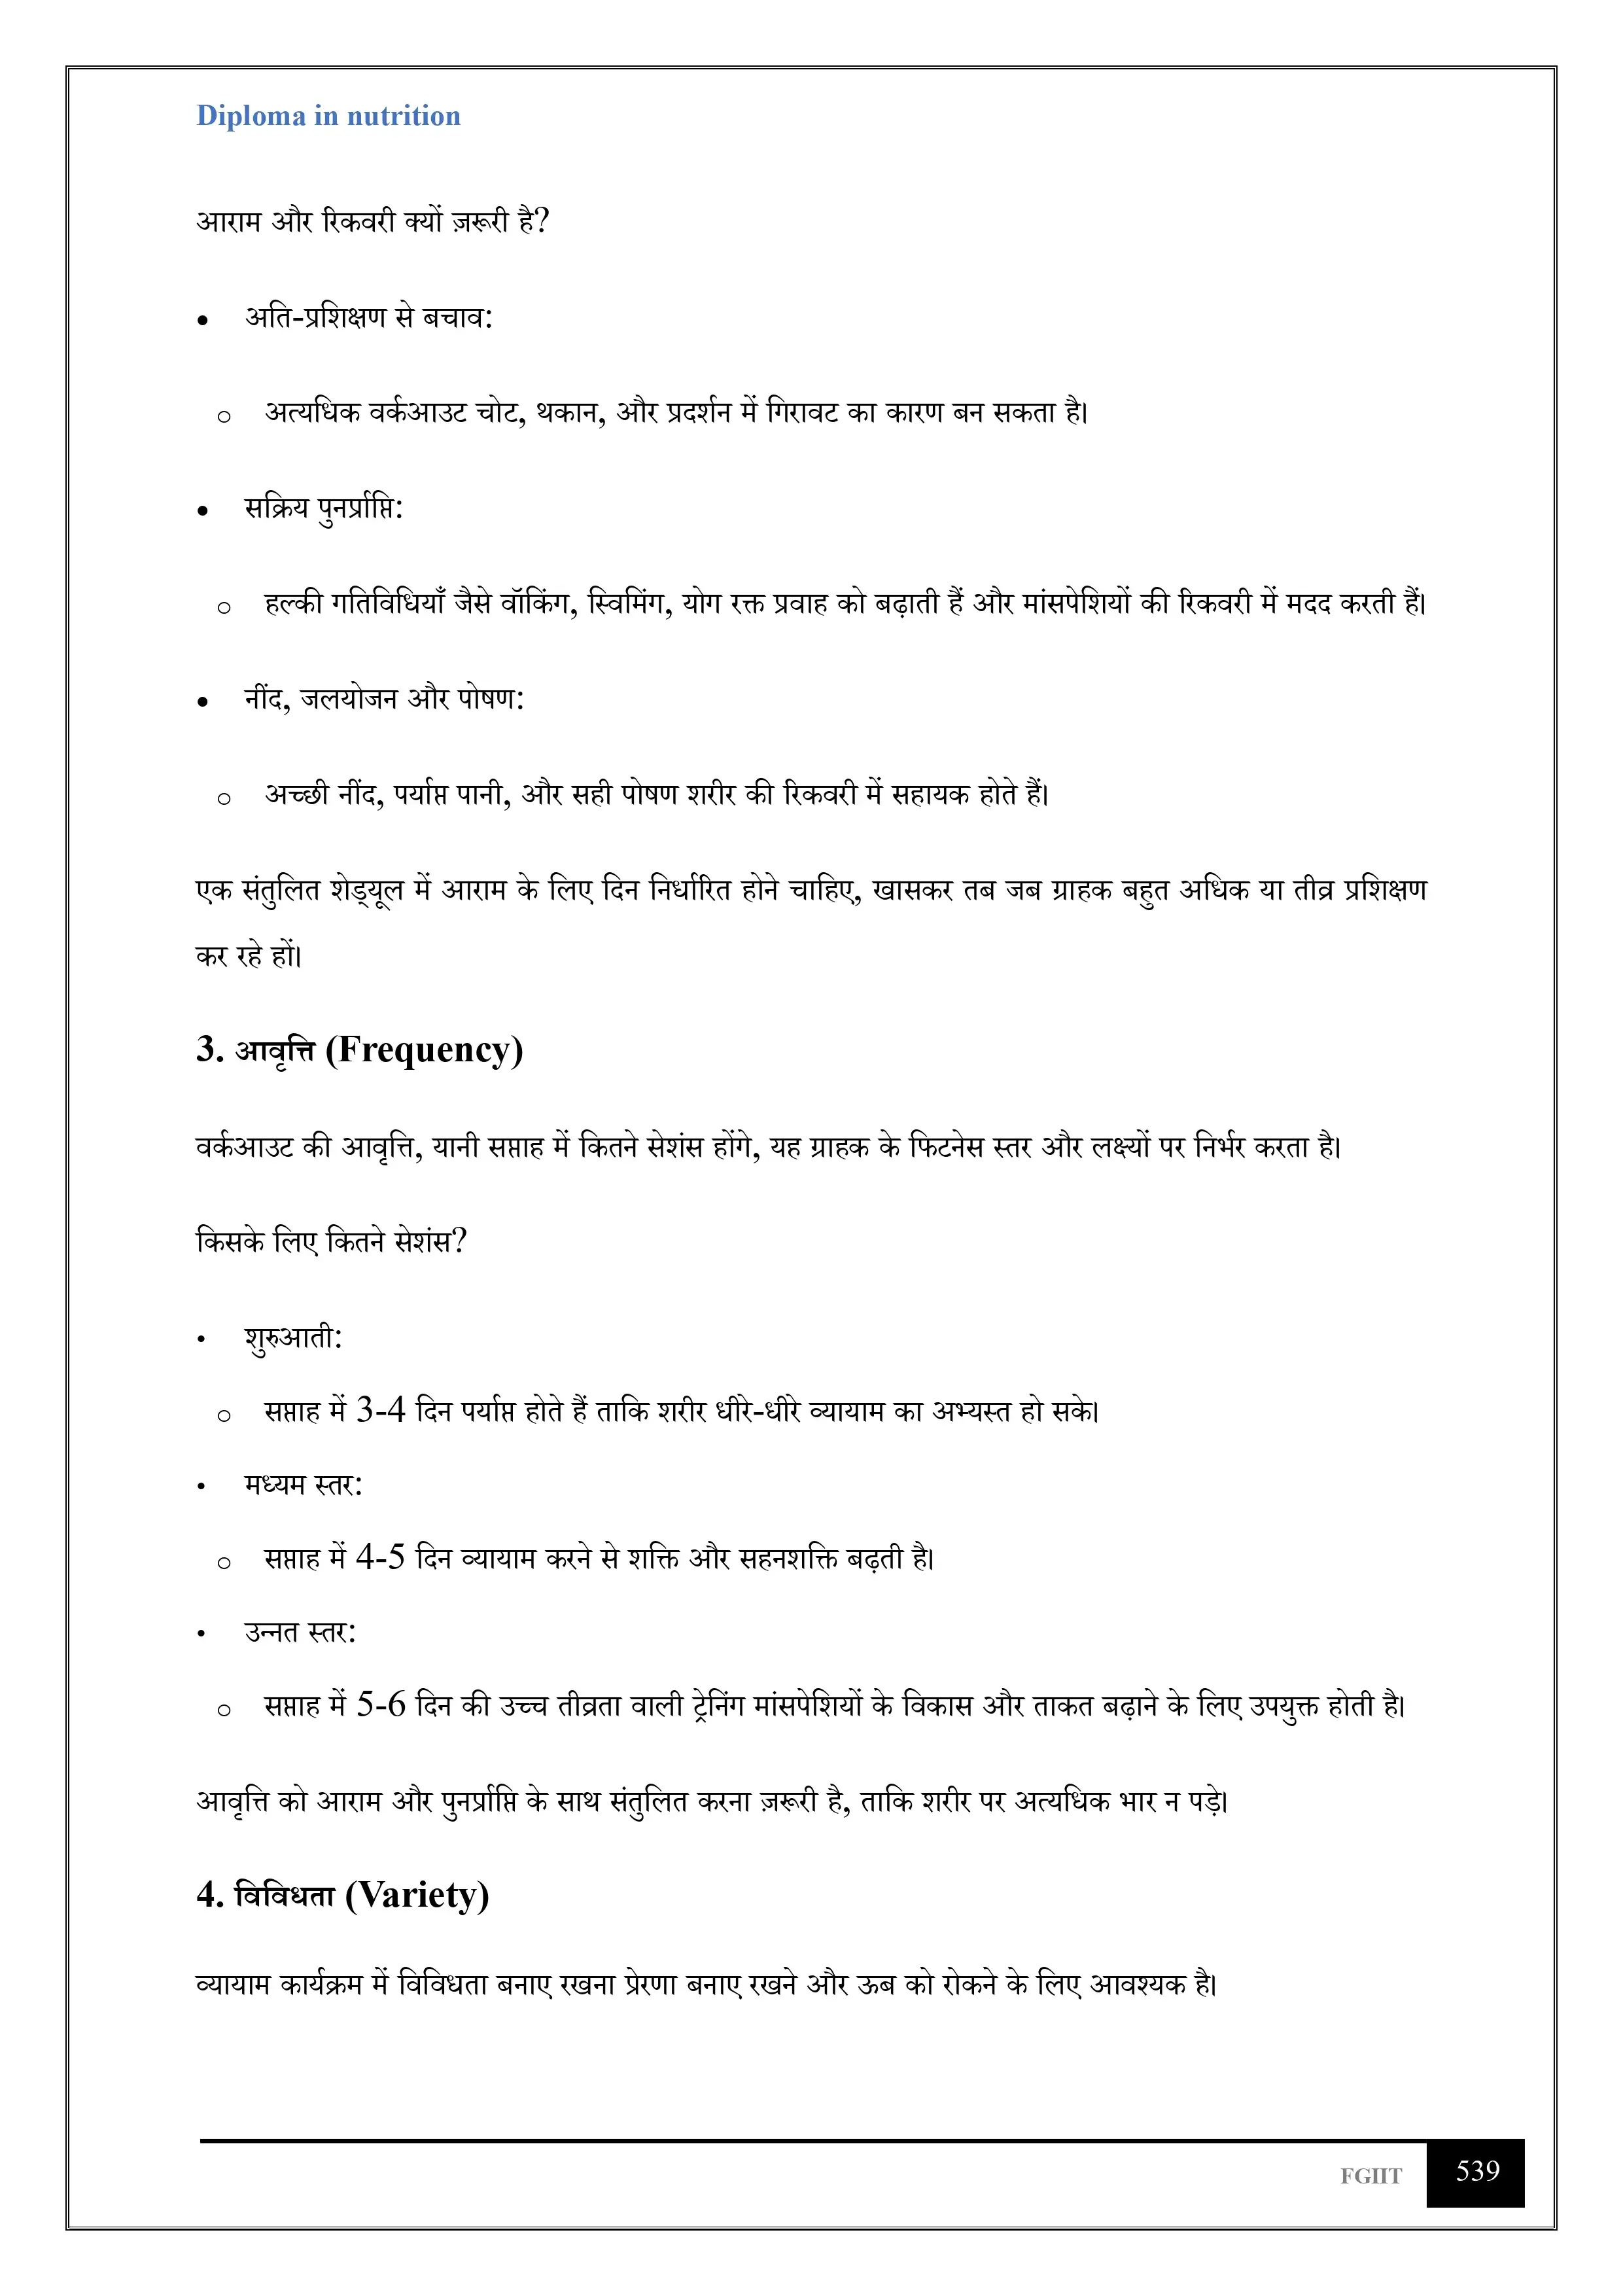 Diploma in nutrition
आराम और रिकवरी क्यों ज़रूरी है?
• अति-प्रशिक्षण से बचाव:
o अत्यधिक वर्कआउट चोट, थकान, और प्रदर्शन में गिरावट का कारण बन सकता है।
• सक्रिय पुनर्प्राप्ति:
o हल्की गतिविधियाँ जैसे वॉकिंग, स्विमिंग, योग रक्त प्रवाह को बढ़ाती हैं और मांसपेशियों की रिकवरी में मदद करती हैं।
• नींद, जलयोजन और पोषण:
o अच्छी नींद, पर्याप्त पानी, और सही पोषण शरीर की रिकवरी में सहायक होते हैं।
एक संतुलित शेड्यूल में आराम के लिए दिन निर्धारित होने चाहिए, खासकर तब जब ग्राहक बहुत अधिक या तीव्र प्रशिक्षण
कर रहे हों।
3. आवृत्ति (Frequency)
वर्कआउट की आवृत्ति, यानी सप्ताह में कितने सेशंस होंगे, यह ग्राहक के फिटनेस स्तर और लक्ष्यों पर निर्भर करता है।
किसके लिए कितने सेशंस?
• शुरुआती:
o सप्ताह में 3-4 दिन पर्याप्त होते हैं ताकि शरीर धीरे-धीरे व्यायाम का अभ्यस्त हो सके।
• मध्यम स्तर:
o सप्ताह में 4-5 दिन व्यायाम करने से शक्ति और सहनशक्ति बढ़ती है।
• उन्नत स्तर:
o सप्ताह में 5-6 दिन की उच्च तीव्रता वाली ट्रेनिंग मांसपेशियों के विकास और ताकत बढ़ाने के लिए उपयुक्त होती है।
आवृत्ति को आराम और पुनर्प्राप्ति के साथ संतुलित करना ज़रूरी है, ताकि शरीर पर अत्यधिक भार न पड़े।
4. विविधता (Variety)
व्यायाम कार्यक्रम में विविधता बनाए रखना प्रेरणा बनाए रखने और ऊब को रोकने के लिए आवश्यक है।
FGIIT 539